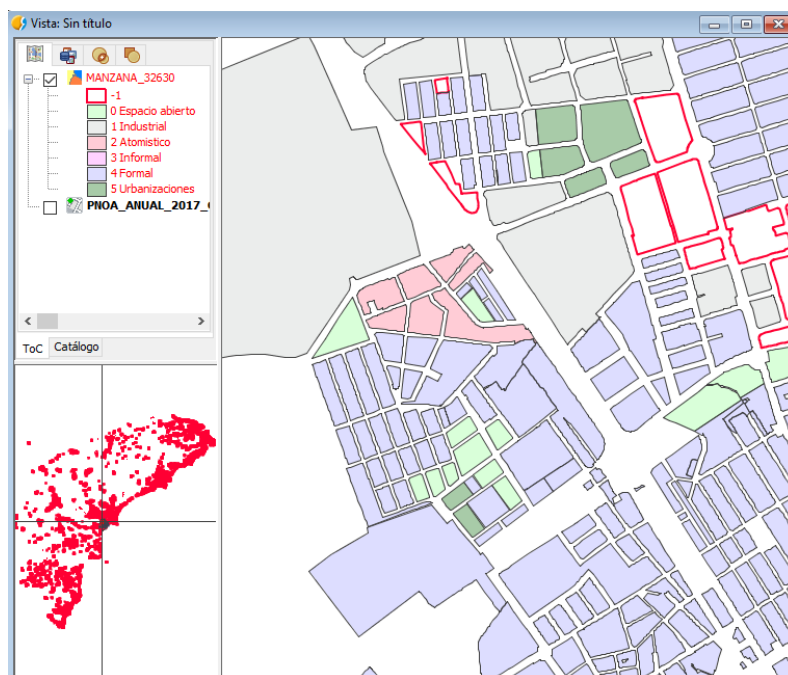 Vista: Sin título
MANZANA_32630
-1
0 Espacio abierto
1 Industrial
2 Atomistico
3 Informal
4 Formal
5 Urbanizaciones
PNOA_ANUAL_2017_
ToC Catálogo